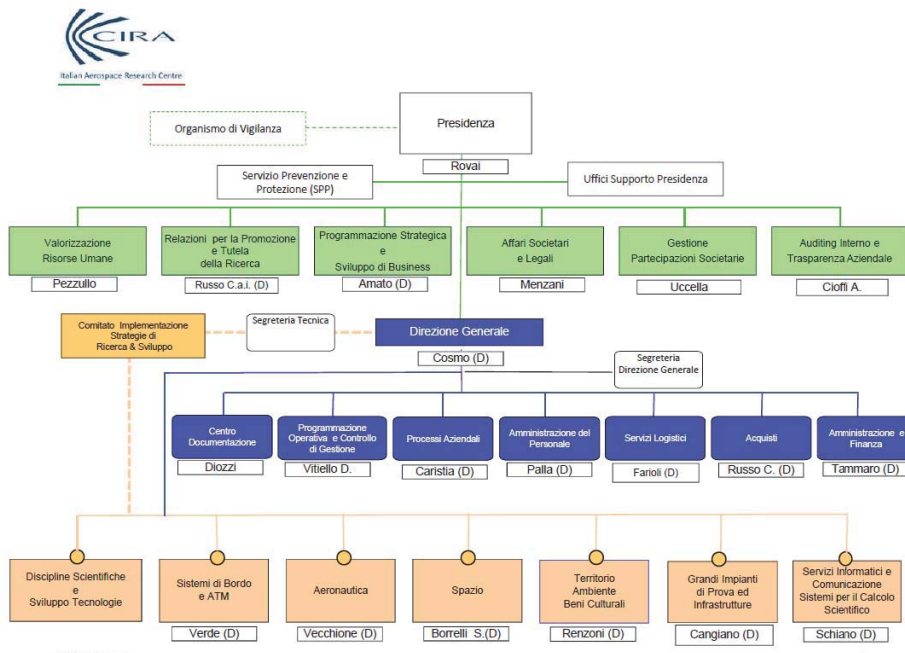 CIRA
Italian Aerospace Research Centre
Organismo di Vigilanza
Presidenza
Rovai
Servizio Prevenzione e
Protezione (SPP)
Uffici Supporto Presidenza
Valorizzazione
Risorse Umane
Pezzullo
Relazioni per la Promozione
e Tutela
della Ricerca
Russo C.a.i. (D)
Programmazione Strategica
e
Sviluppo di Business
Amato (D)
Affari Societari
e Legali
Menzani
Gestione
Partecipazioni Societarie
Uccella
Auditing Interno e
Trasparenza Aziendale
Cioffi A.
Comitato Implementazione
Strategie di
Ricerca & Sviluppo
Segreteria Tecnica
Direzione Generale
Cosmo (D)
Segreteria
Direzione Generale
Centro
Documentazione
Diozzi
Programmazione
Operativa e Controllo
di Gestione
Vitiello D.
Processi Aziendali
Caristia (D)
Amministrazione del
Personale
Palla (D)
Servizi Logistici
Farioli (D)
Acquisti
Russo C. (D)
Amministrazione e
Finanza
Tammaro (D)
Discipline Scientifiche
e
Sviluppo Tecnologie
Sistemi di Bordo
e ATM
Verde (D)
Aeronautica
Vecchione (D)
Spazio
Borrelli S.(D)
Territorio
Ambiente
Beni Culturali
Renzoni (D)
Grandi Impianti
di Prova ed
Infrastrutture
Cangiano (D)
Servizi Informatici e
Comunicazione
Sistemi per il Calcolo
Scientifico
Schiano (D)